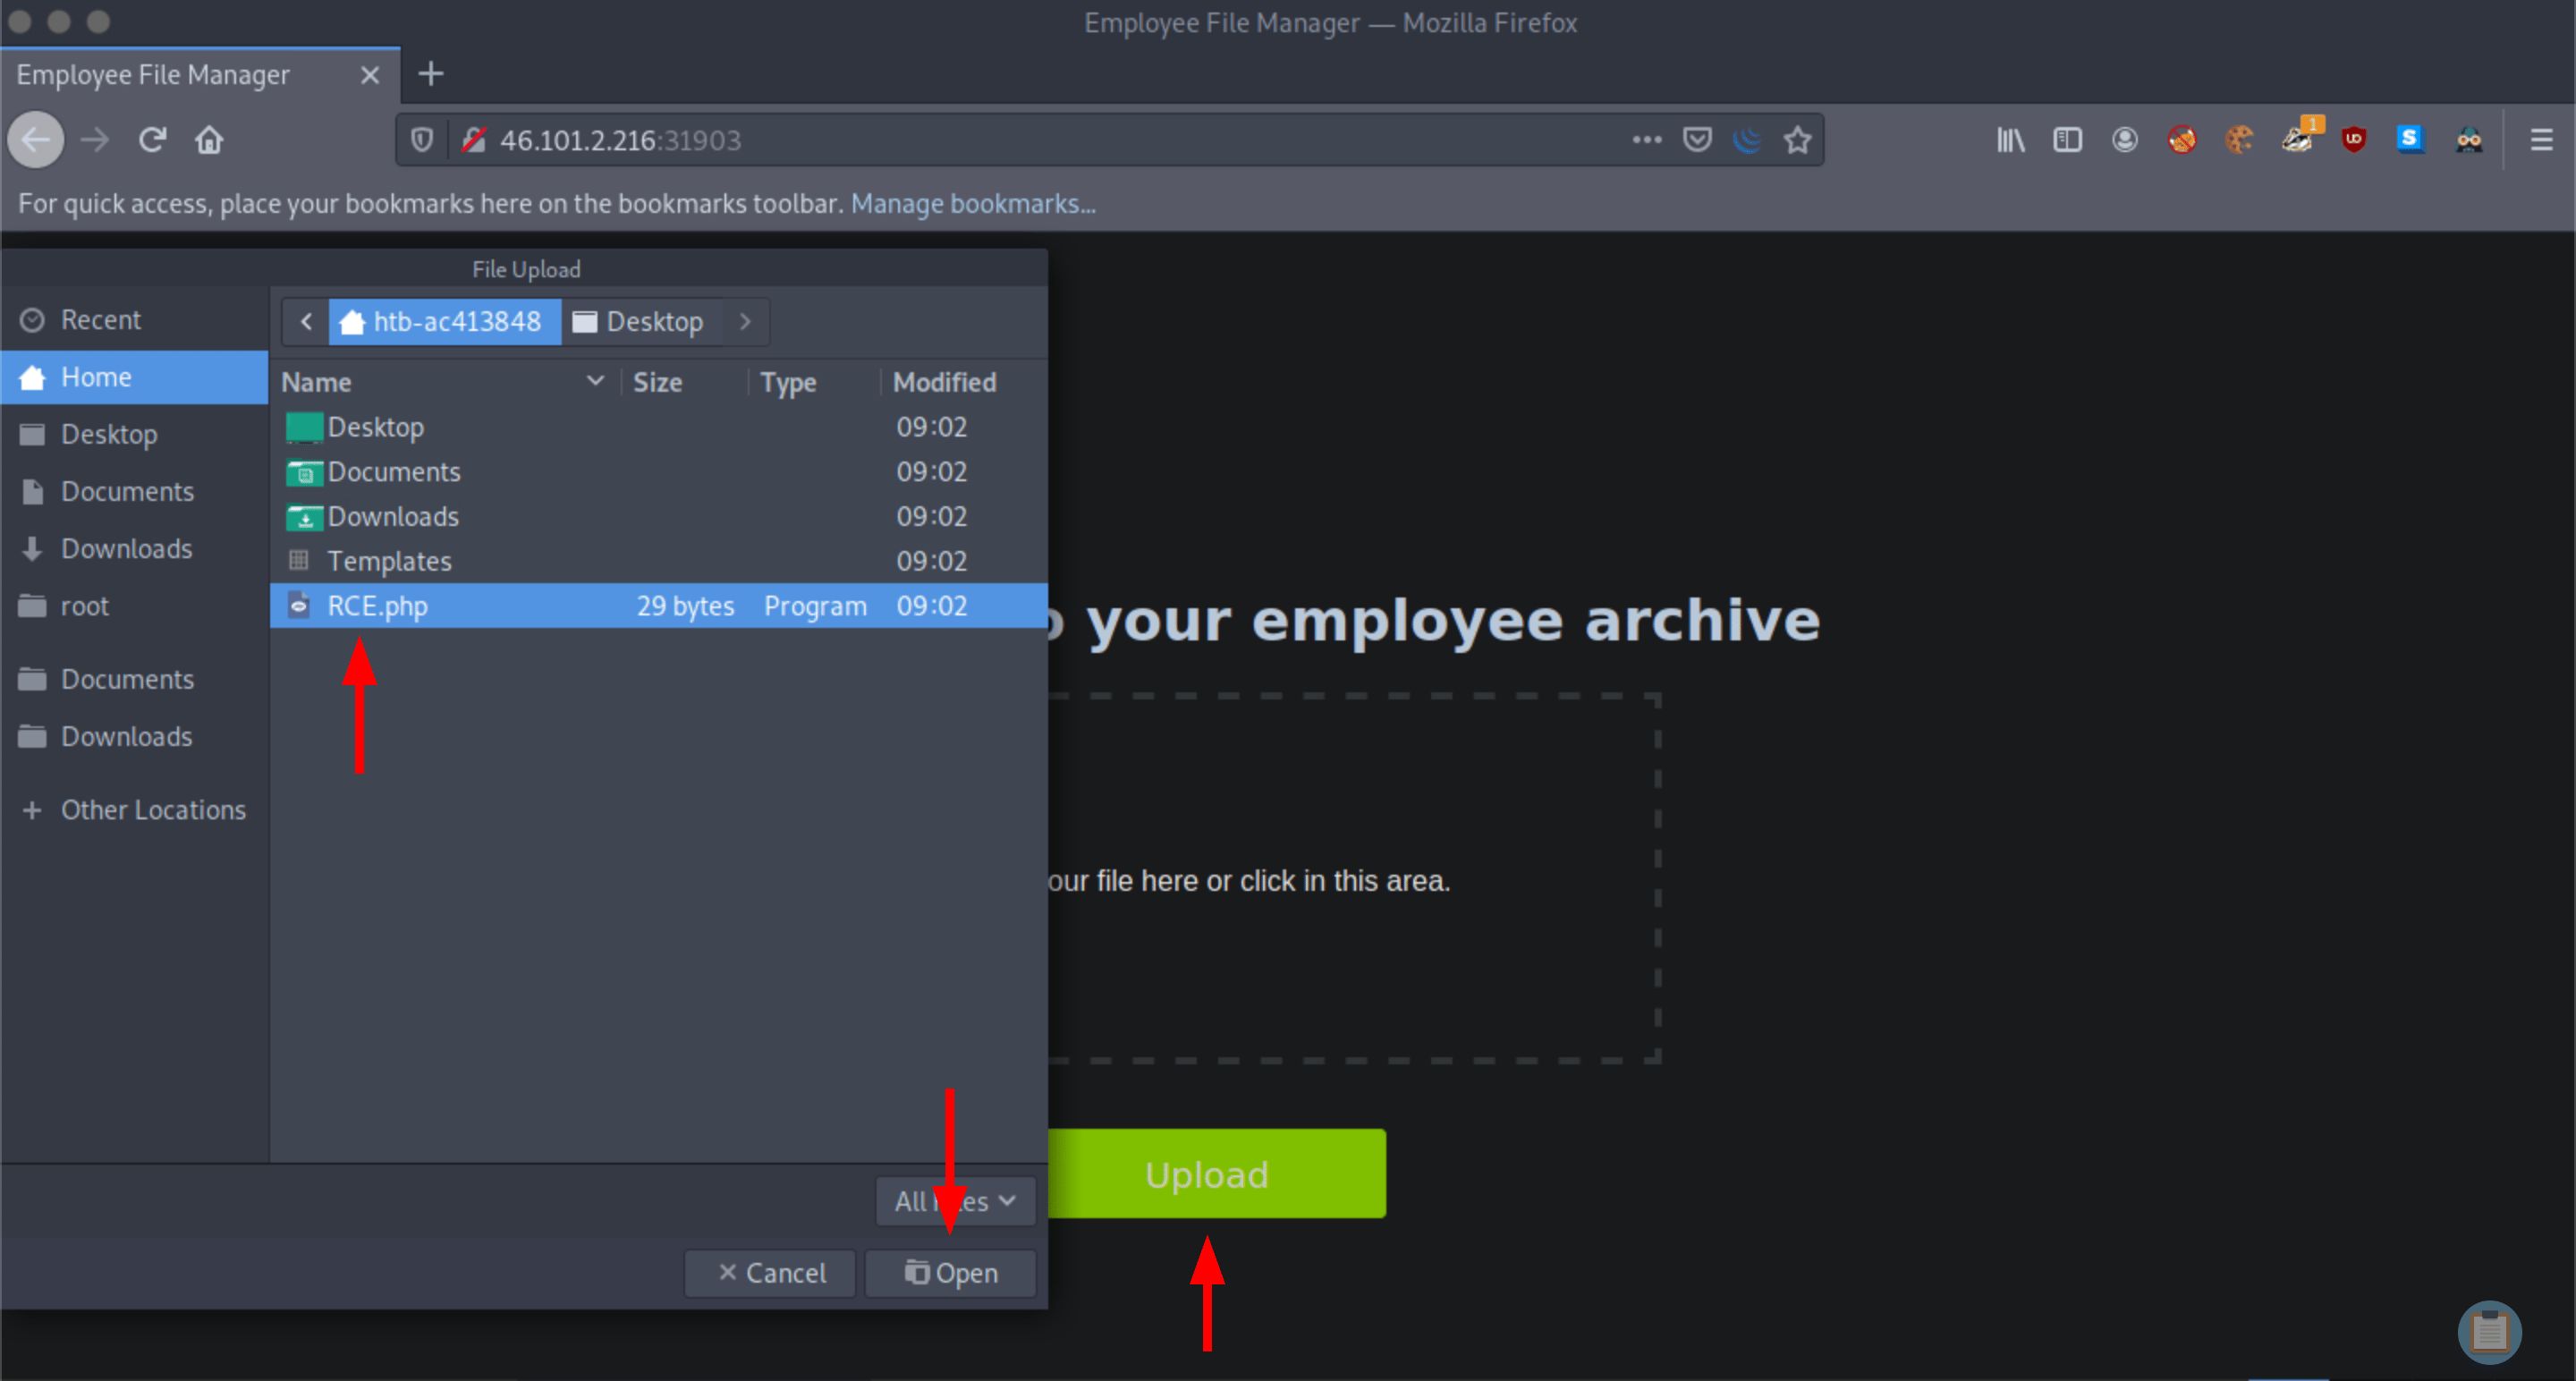 Employee File Manager — Mozilla Firefox
Employee File Manager
46.101.2.216:31903
1
For quick access, place your bookmarks here on the bookmarks toolbar. Manage bookmarks...
File Upload
htb-ac413848 Desktop
Recent
Home
Desktop
Documents
Downloads
root
Documents
Downloads
Other Locations
Name Size Type Modified
Desktop 09:02
Documents 09:02
Downloads 09:02
Templates 09:02
RCE.php 29 bytes Program 09:02
your employee archive
our file here or click in this area.
Upload
All
Cancel Open